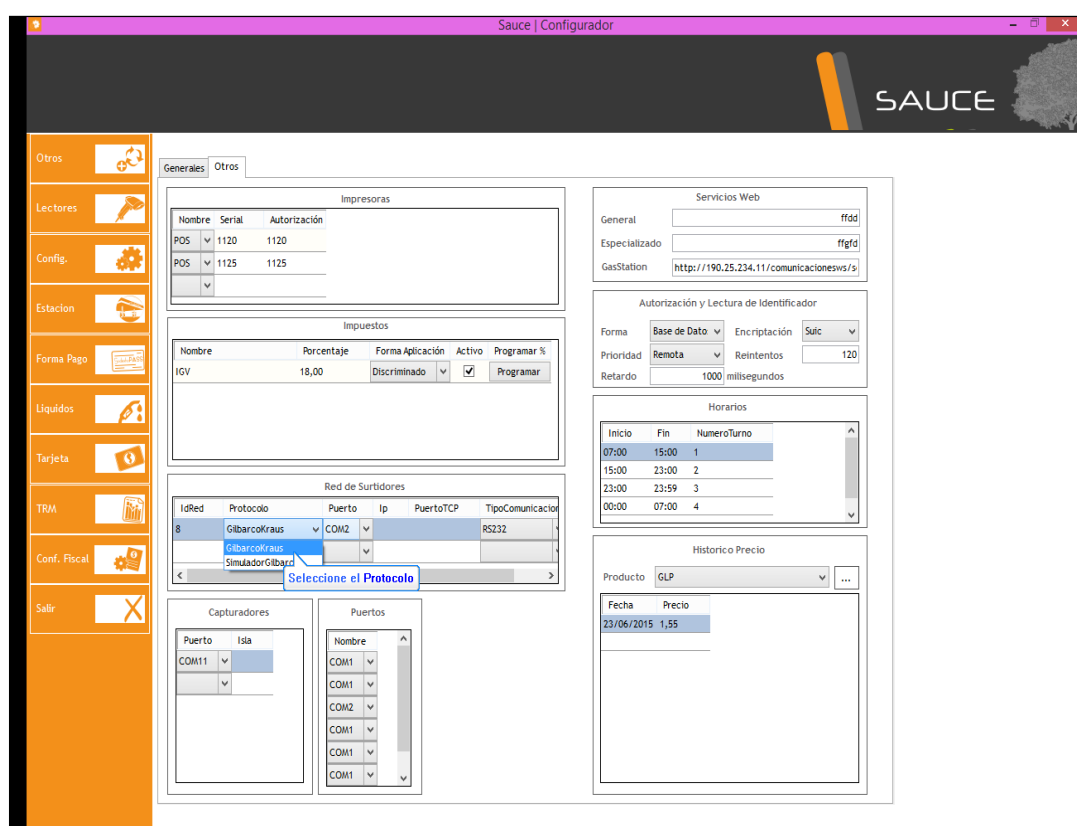 Sauce | Configurador
SAUCE
Otros
Lectores
Config.
Estacion
Forma Pago
Líquidos
Tarjeta
TRM
Conf. Fiscal
Salir
Generales Otros
Impresoras
Nombre Serial Autorización
POS 1120 1120
POS 1125 1125
Impuestos
Nombre Porcentaje Forma Aplicación Activo Programar %
IGV 18,00 Discriminado Programar
Red de Surtidores
IdRed Protocolo Puerto Ip PuertoTCP TipoComunicacion
8 GilbarcoKraus COM2 RS232
GilbarcoKraus
SimuladorGilbarc
Seleccione el Protocolo
Capturadores
Puerto Isla
COM11
Puertos
Nombre
COM1
COM1
COM2
COM1
COM1
COM1
Servicios Web
General ffdd
Especializado ffgfd
GasStation http://190.25.234.11/comunicacionesws/s
Autorización y Lectura de Identificador
Forma Base de Dato Encriptación Suic
Prioridad Remota Reintentos 120
Retardo 1000 milisegundos
Horarios
Inicio Fin NumeroTurno
07:00 15:00 1
15:00 23:00 2
23:00 23:59 3
00:00 07:00 4
Historico Precio
Producto GLP ...
Fecha Precio
23/06/2015 1,55